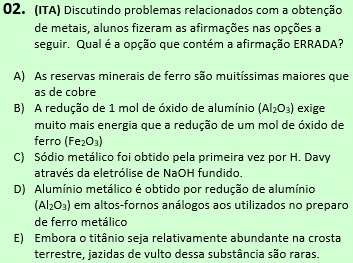 02. (ITA) Discutindo problemas relacionados com a obtenção
de metais, alunos fizeram as afirmações nas opções a
seguir. Qual é a opção que contém a afirmação ERRADA?
A) As reservas minerais de ferro são muitíssimas maiores que
as de cobre
B) A redução de 1 mol de óxido de alumínio (Al₂O₃) exige
muito mais energia que a redução de um mol de óxido de
ferro (Fe₂O₃)
C) Sódio metálico foi obtido pela primeira vez por H. Davy
através da eletrólise de NaOH fundido.
D) Alumínio metálico é obtido por redução de alumínio
(Al₂O₃) em altos-fornos análogos aos utilizados no preparo
de ferro metálico
E) Embora o titânio seja relativamente abundante na crosta
terrestre, jazidas de vulto dessa substância são raras.